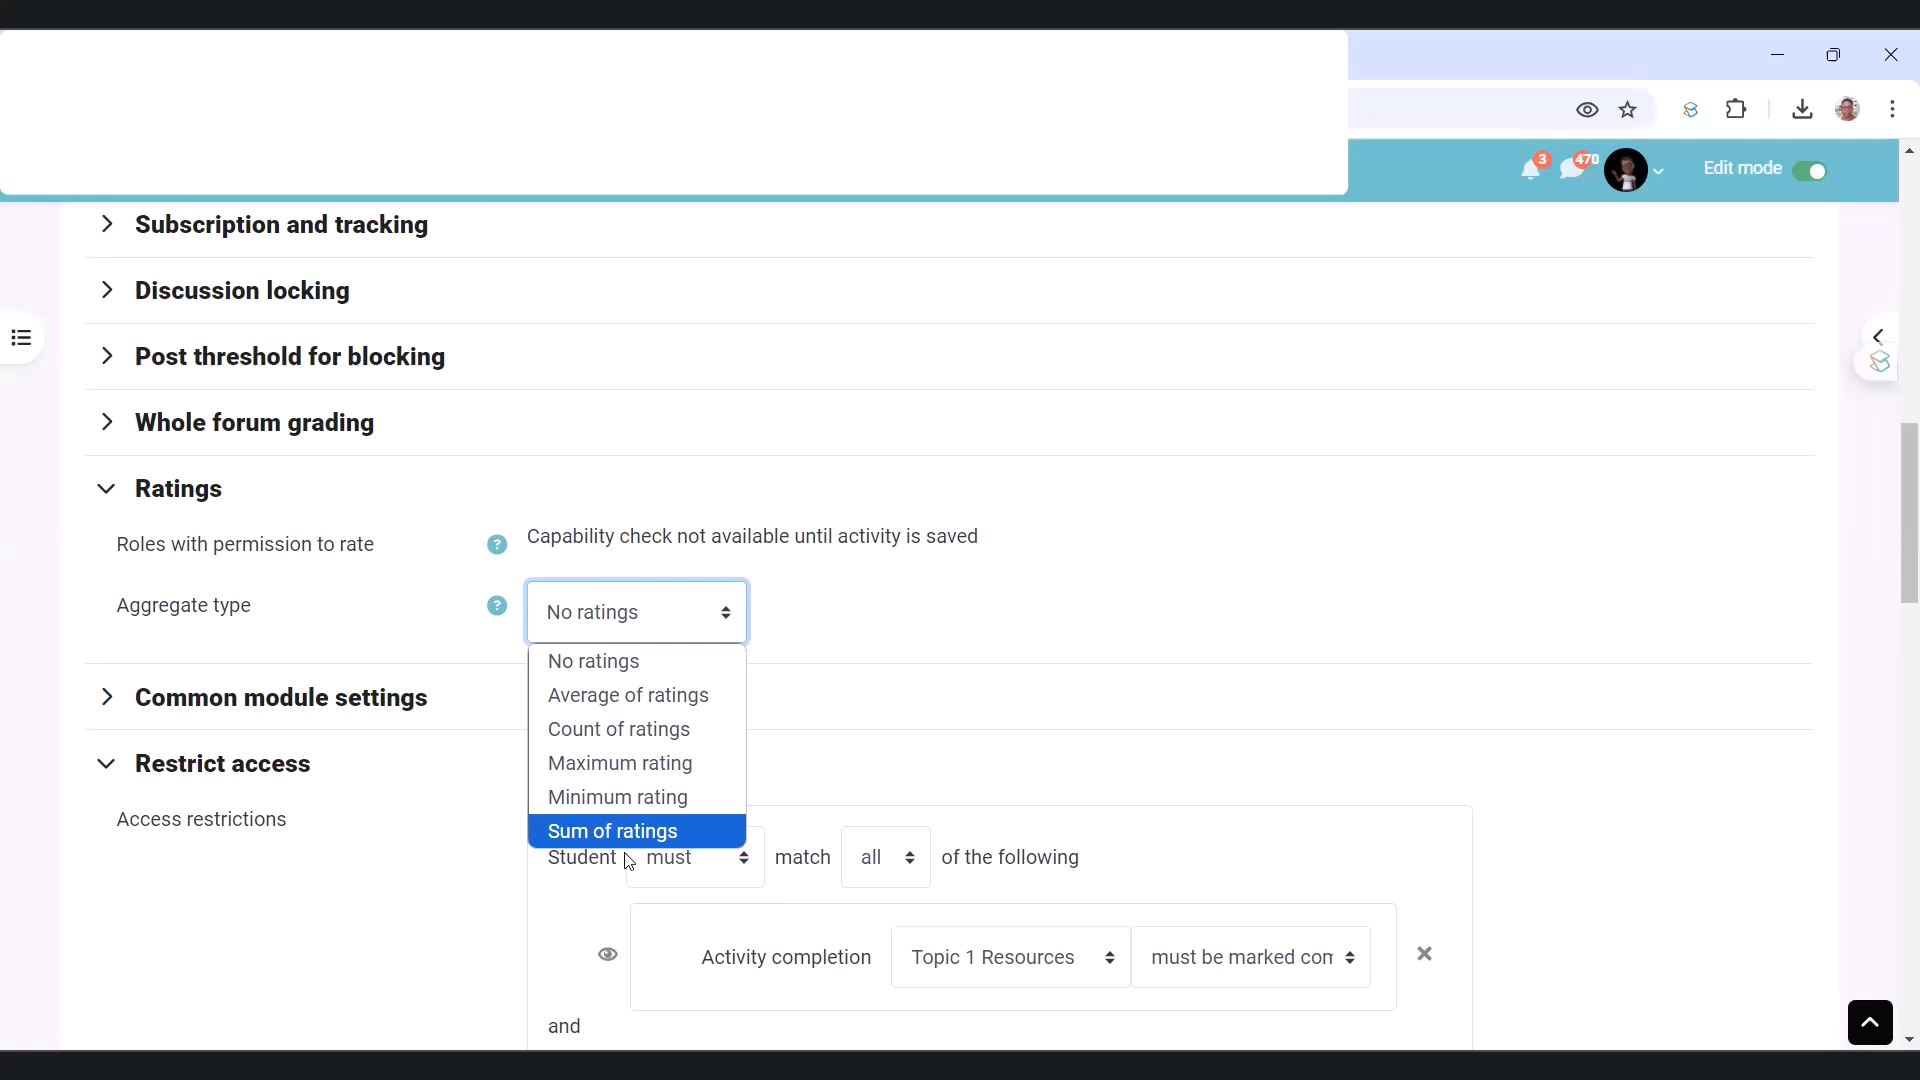 3
470
Edit mode
Subscription and tracking
Discussion locking
Post threshold for blocking
Whole forum grading
Ratings
Roles with permission to rate ? Capability check not available until activity is saved
Aggregate type ? No ratings
No ratings
Average of ratings
Count of ratings
Maximum rating
Minimum rating
Sum of ratings
Common module settings
Restrict access
Access restrictions
Student must match all of the following
Activity completion Topic 1 Resources must be marked com
and